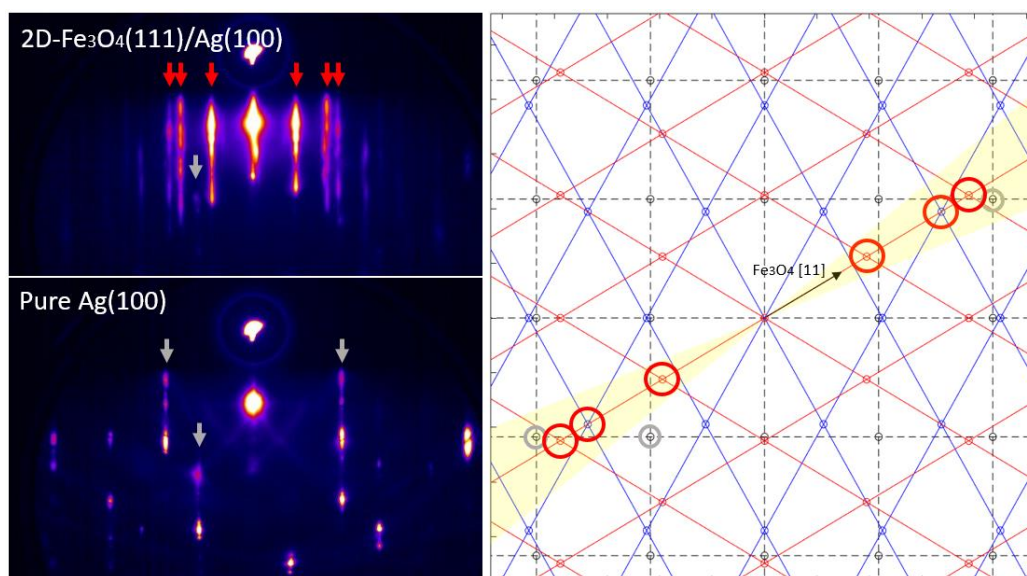 2D-Fe₃O₄(111)/Ag(100)
Pure Ag(100)
Fe₃O₄ [11]